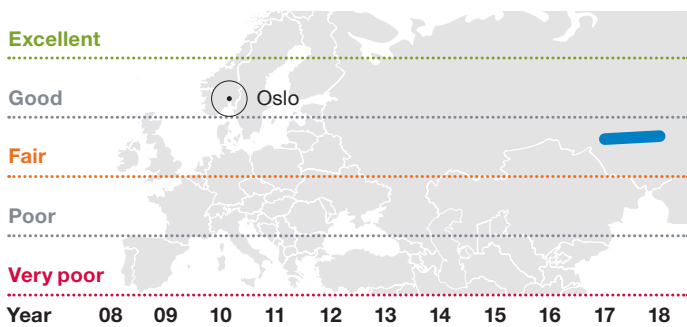 Excellent
Good
Oslo
Fair
Poor
Very poor
Year 08 09 10 11 12 13 14 15 16 17 18